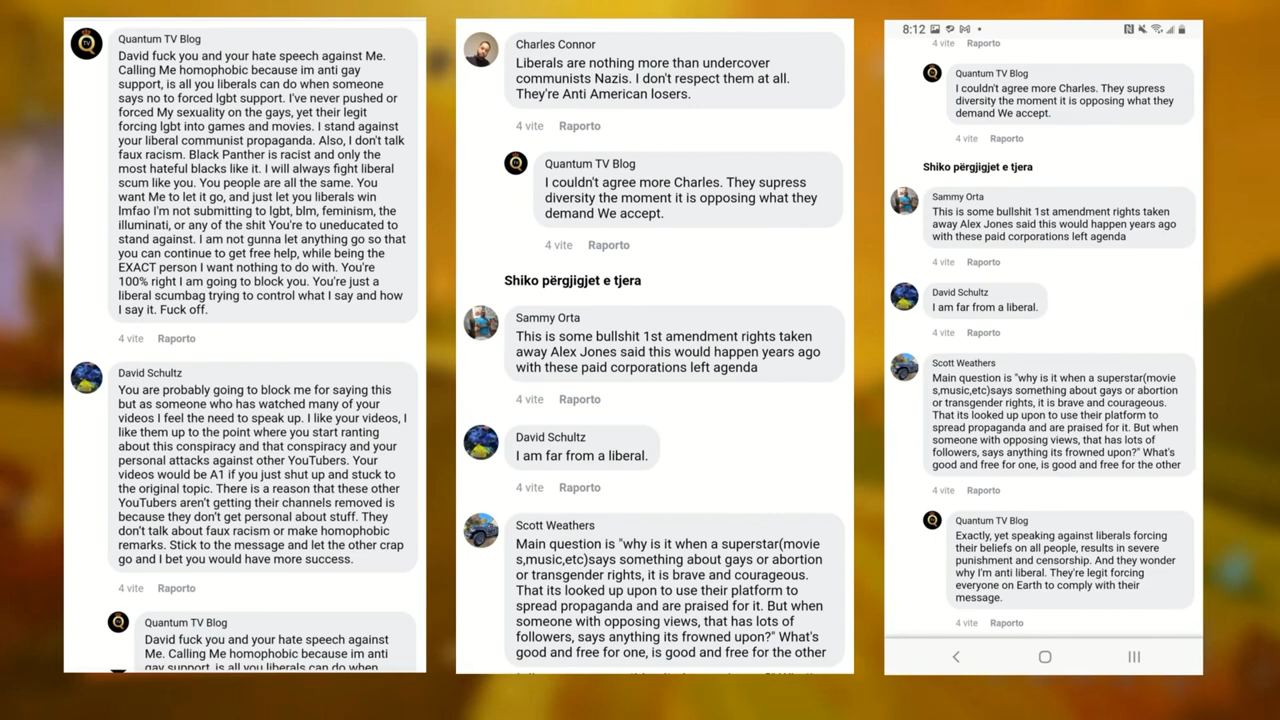 Quantum TV Blog
David fuck you and your hate speech against Me.
Calling Me homophobic because im anti gay
support, is all you liberals can do when someone
says no to forced lgbt support. I've never pushed or
forced My sexuality on the gays, yet their legit
forcing lgbt into games and movies. I stand against
your liberal communist propaganda. Also, I don't talk
faux racism. Black Panther is racist and only the
most hateful blacks like it. I will always fight liberal
scum like you. You people are all the same. You
want Me to let it go, and just let you liberals win
lmfao I'm not submitting to lgbt, blm, feminism, the
illuminati, or any of the shit You're to uneducated to
stand against. I am not gunna let anything go so that
you can continue to get free help, while being the
EXACT person I want nothing to do with. You're
100% right I am going to block you. You're just a
liberal scumbag trying to control what I say and how
I say it. Fuck off.
4 vite Raporto
David Schultz
You are probably going to block me for saying this
but as someone who has watched many of your
videos I feel the need to speak up. I like your videos, I
like them up to the point where you start ranting
about this conspiracy and that conspiracy and your
personal attacks against other YouTubers. Your
videos would be A1 if you just shut up and stuck to
the original topic. There is a reason that these other
YouTubers aren't getting their channels removed is
because they don't get personal about stuff. They
don't talk about faux racism or make homophobic
remarks. Stick to the message and let the other crap
go and I bet you would have more success.
4 vite Raporto
Quantum TV Blog
David fuck you and your hate speech against
Me. Calling Me homophobic because im anti
gay support, is all you liberals can do when
Charles Connor
Liberals are nothing more than undercover
communists Nazis. I don't respect them at all.
They're Anti American losers.
4 vite Raporto
Quantum TV Blog
I couldn't agree more Charles. They supress
diversity the moment it is opposing what they
demand We accept.
4 vite Raporto
Shiko përgjigjet e tjera
Sammy Orta
This is some bullshit 1st amendment rights taken
away Alex Jones said this would happen years ago
with these paid corporations left agenda
4 vite Raporto
David Schultz
I am far from a liberal.
4 vite Raporto
Scott Weathers
Main question is "why is it when a superstar(movie
s,music,etc)says something about gays or abortion
or transgender rights, it is brave and courageous.
That its looked up upon to use their platform to
spread propaganda and are praised for it. But when
someone with opposing views, that has lots of
followers, says anything its frowned upon?" What's
good and free for one, is good and free for the other
8:12
4 vite Raporto
Quantum TV Blog
I couldn't agree more Charles. They supress
diversity the moment it is opposing what they
demand We accept.
4 vite Raporto
Shiko përgjigjet e tjera
Sammy Orta
This is some bullshit 1st amendment rights taken
away Alex Jones said this would happen years ago
with these paid corporations left agenda
4 vite Raporto
David Schultz
I am far from a liberal.
4 vite Raporto
Scott Weathers
Main question is "why is it when a superstar(movie
s,music,etc)says something about gays or abortion
or transgender rights, it is brave and courageous.
That its looked up upon to use their platform to
spread propaganda and are praised for it. But when
someone with opposing views, that has lots of
followers, says anything its frowned upon?" What's
good and free for one, is good and free for the other
4 vite Raporto
Quantum TV Blog
Exactly, yet speaking against liberals forcing
their beliefs on all people, results in severe
punishment and censorship. And they wonder
why I'm anti liberal. They're legit forcing
everyone on Earth to comply with their
message.
4 vite Raporto